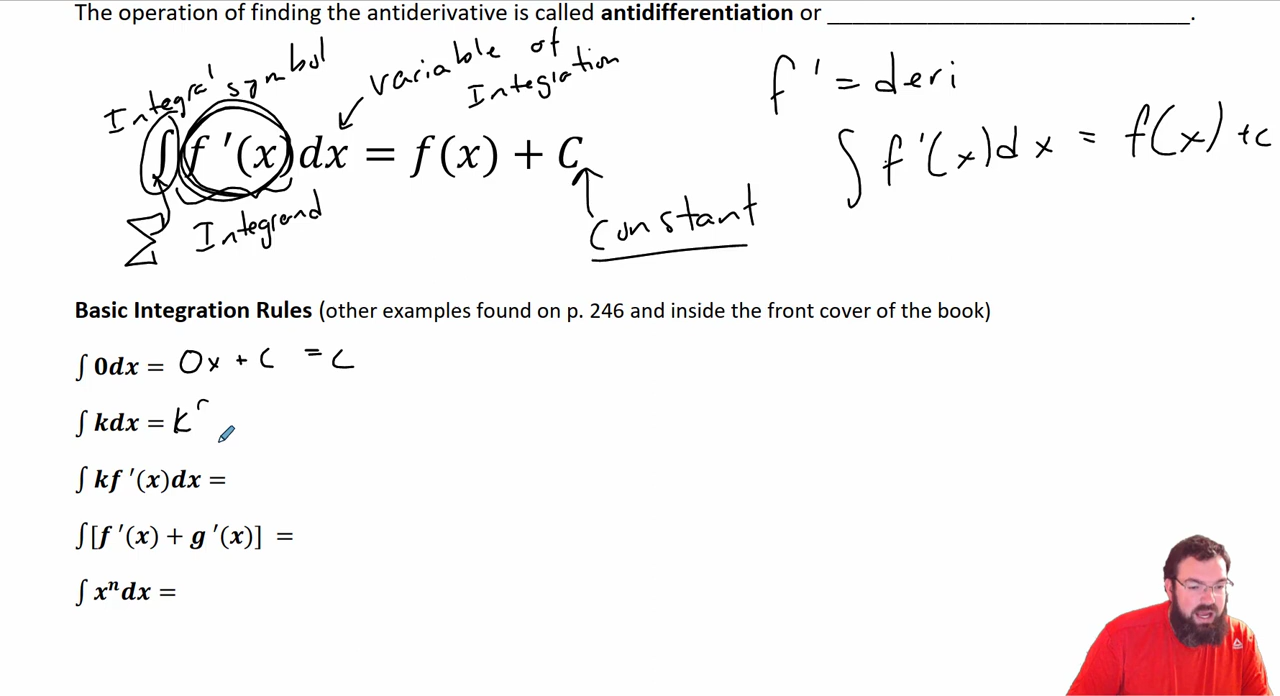 The operation of finding the antiderivative is called antidifferentiation or ______________________________.
Integral symbol
variable of
Integration
f ' = deri
∫ f '(x)dx = f(x) + C
∫ f'(x)dx = f(x) + c
Σ
Integrand
constant
Basic Integration Rules (other examples found on p. 246 and inside the front cover of the book)
∫ 0dx = 0x + c = c
∫ kdx = k
∫ kf '(x)dx =
∫[f '(x) + g '(x)] =
∫ xⁿdx =